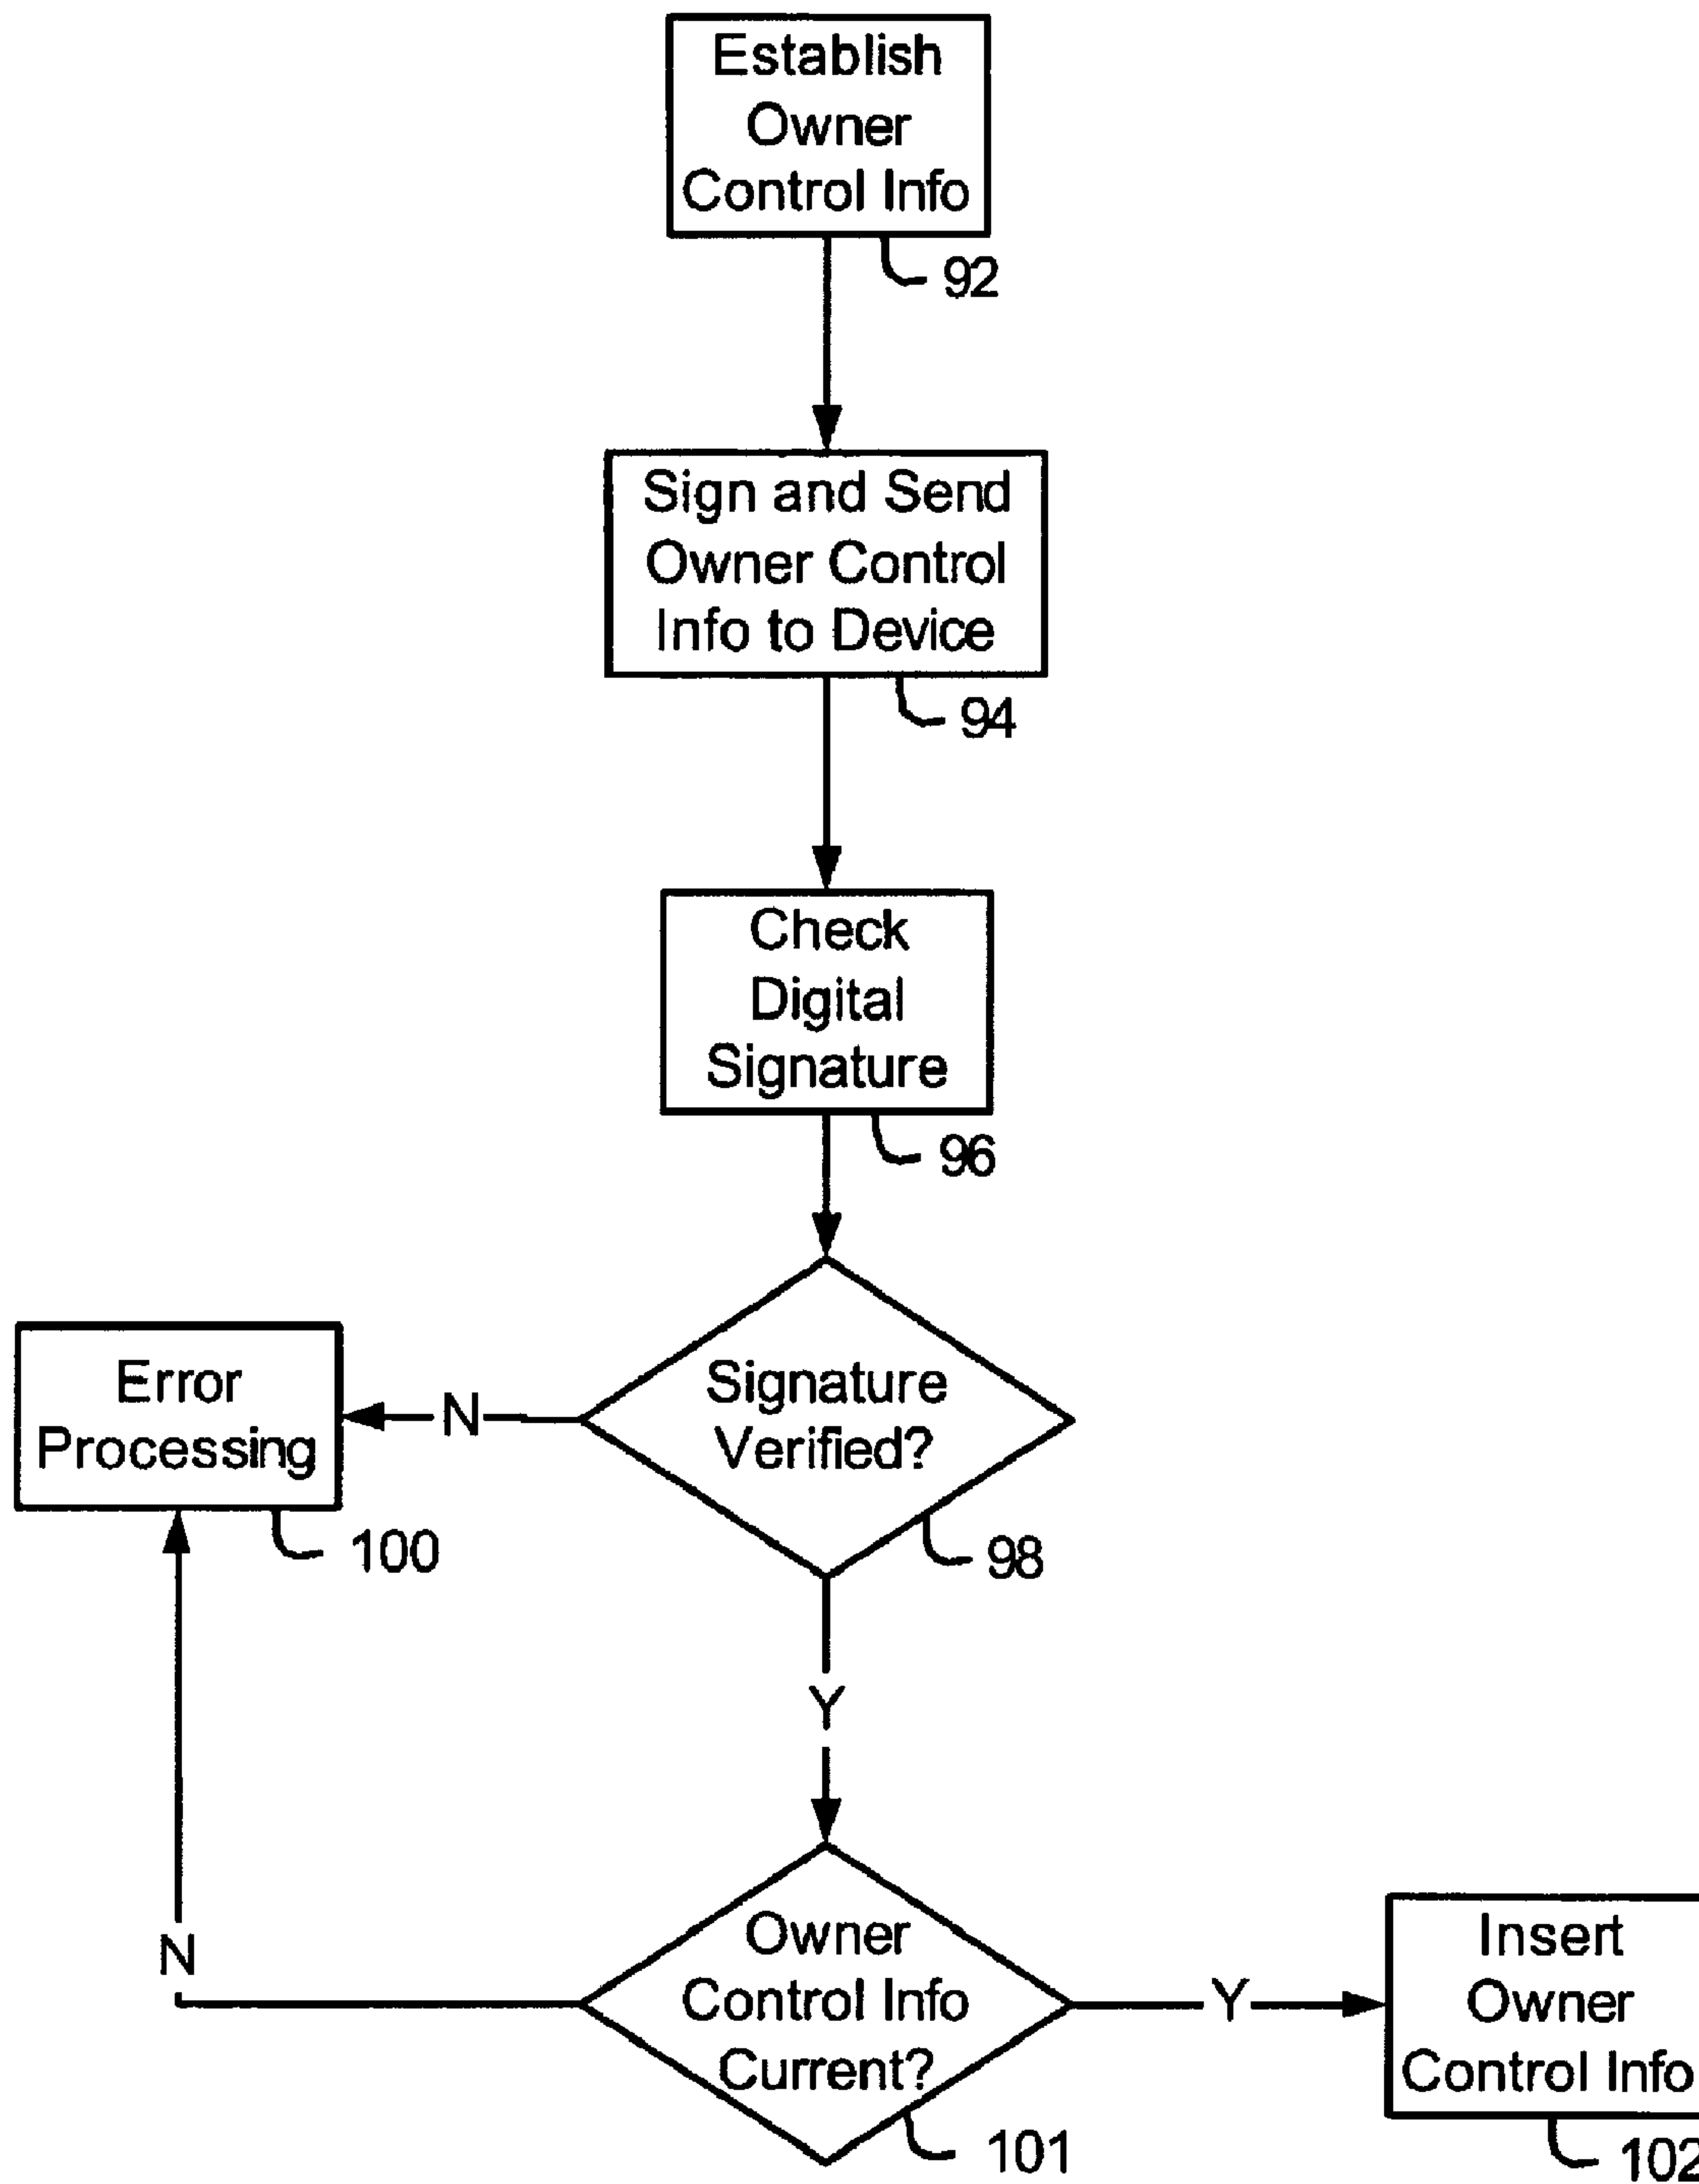 Establish
Owner
Control Info
92
Sign and Send
Owner Control
Info to Device
94
Check
Digital
Signature
96
Signature
Verified?
98
N
Error
Processing
100
Y
Owner
Control Info
Current?
101
N
Y
Insert
Owner
Control Info
102